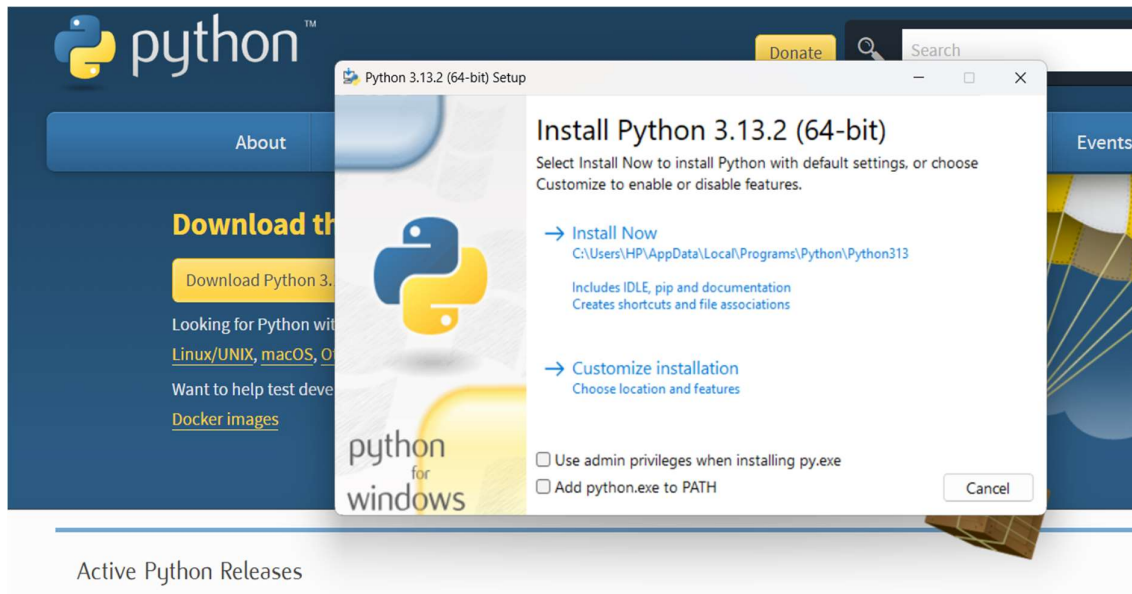 python™
Donate
Search
About
Events
Download th
Download Python 3.
Looking for Python wit
Linux/UNIX, macOS, O
Want to help test deve
Docker images
Active Python Releases
Python 3.13.2 (64-bit) Setup
Install Python 3.13.2 (64-bit)
Select Install Now to install Python with default settings, or choose
Customize to enable or disable features.
→ Install Now
C:\Users\HP\AppData\Local\Programs\Python\Python313
Includes IDLE, pip and documentation
Creates shortcuts and file associations
→ Customize installation
Choose location and features
python
for
windows
Use admin privileges when installing py.exe
Add python.exe to PATH
Cancel